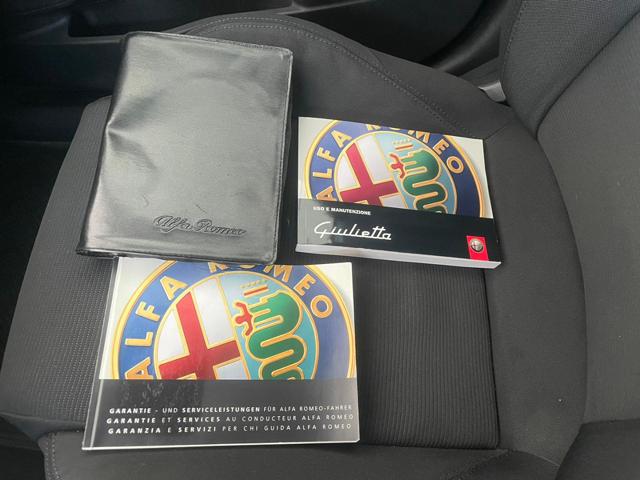 Alfa Romeo
ALFA ROMEO
USO E MANUTENZIONE
Giulietta
ALFA ROMEO
GARANTIE - UND SERVICELEISTUNGEN FÜR ALFA ROMEO-FAHRER
GARANTIE ET SERVICES AU CONDUCTEUR ALFA ROMEO
GARANZIA E SERVIZI PER CHI GUIDA ALFA ROMEO